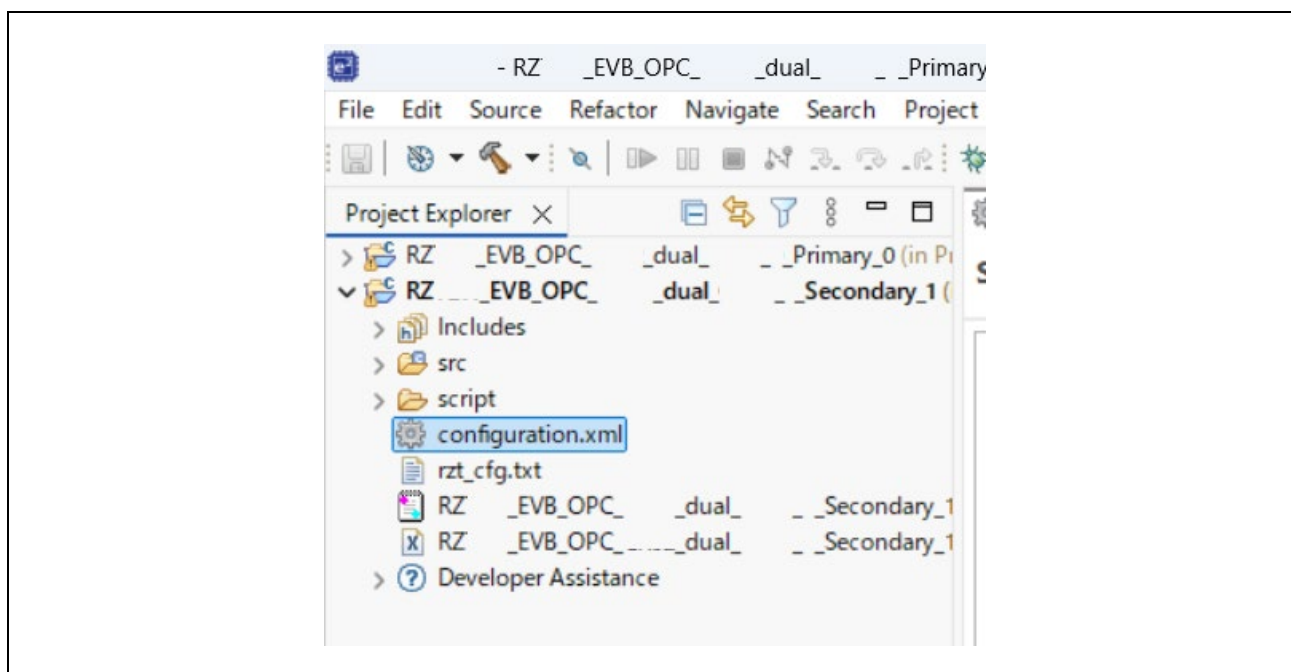 - RZ _EVB_OPC_ _dual_ _ _Primary
File Edit Source Refactor Navigate Search Project
Project Explorer
RZ _EVB_OPC_ _dual_ _ _Primary_0 (in P
RZ _EVB_OPC_ _dual_ _ _Secondary_1 (
Includes
src
script
configuration.xml
rzt_cfg.txt
RZ _EVB_OPC_ _dual_ _ _Secondary_1
RZ _EVB_OPC_ _dual_ _ _Secondary_1
Developer Assistance